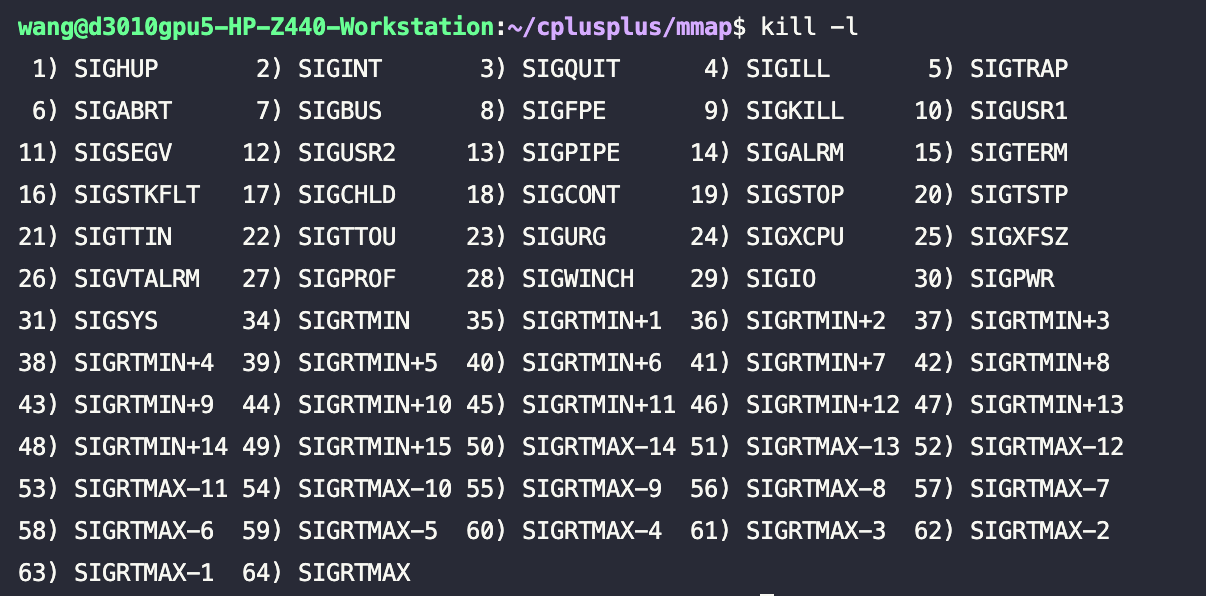 wang@d3010gpu5-HP-Z440-Workstation:~/cplusplus/mmap$ kill -l
 1) SIGHUP       2) SIGINT       3) SIGQUIT      4) SIGILL       5) SIGTRAP
 6) SIGABRT      7) SIGBUS       8) SIGFPE       9) SIGKILL     10) SIGUSR1
11) SIGSEGV     12) SIGUSR2     13) SIGPIPE     14) SIGALRM     15) SIGTERM
16) SIGSTKFLT   17) SIGCHLD     18) SIGCONT     19) SIGSTOP     20) SIGTSTP
21) SIGTTIN     22) SIGTTOU     23) SIGURG      24) SIGXCPU     25) SIGXFSZ
26) SIGVTALRM   27) SIGPROF     28) SIGWINCH    29) SIGIO       30) SIGPWR
31) SIGSYS      34) SIGRTMIN    35) SIGRTMIN+1  36) SIGRTMIN+2  37) SIGRTMIN+3
38) SIGRTMIN+4  39) SIGRTMIN+5  40) SIGRTMIN+6  41) SIGRTMIN+7  42) SIGRTMIN+8
43) SIGRTMIN+9  44) SIGRTMIN+10 45) SIGRTMIN+11 46) SIGRTMIN+12 47) SIGRTMIN+13
48) SIGRTMIN+14 49) SIGRTMIN+15 50) SIGRTMAX-14 51) SIGRTMAX-13 52) SIGRTMAX-12
53) SIGRTMAX-11 54) SIGRTMAX-10 55) SIGRTMAX-9  56) SIGRTMAX-8  57) SIGRTMAX-7
58) SIGRTMAX-6  59) SIGRTMAX-5  60) SIGRTMAX-4  61) SIGRTMAX-3  62) SIGRTMAX-2
63) SIGRTMAX-1  64) SIGRTMAX